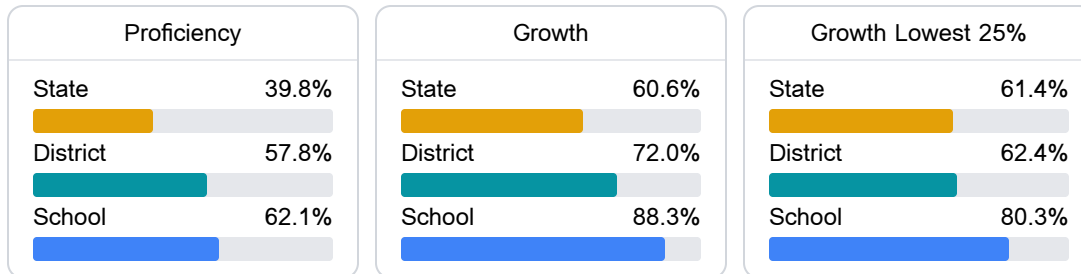 Proficiency
State 39.8%
District 57.8%
School 62.1%
Growth
State 60.6%
District 72.0%
School 88.3%
Growth Lowest 25%
State 61.4%
District 62.4%
School 80.3%